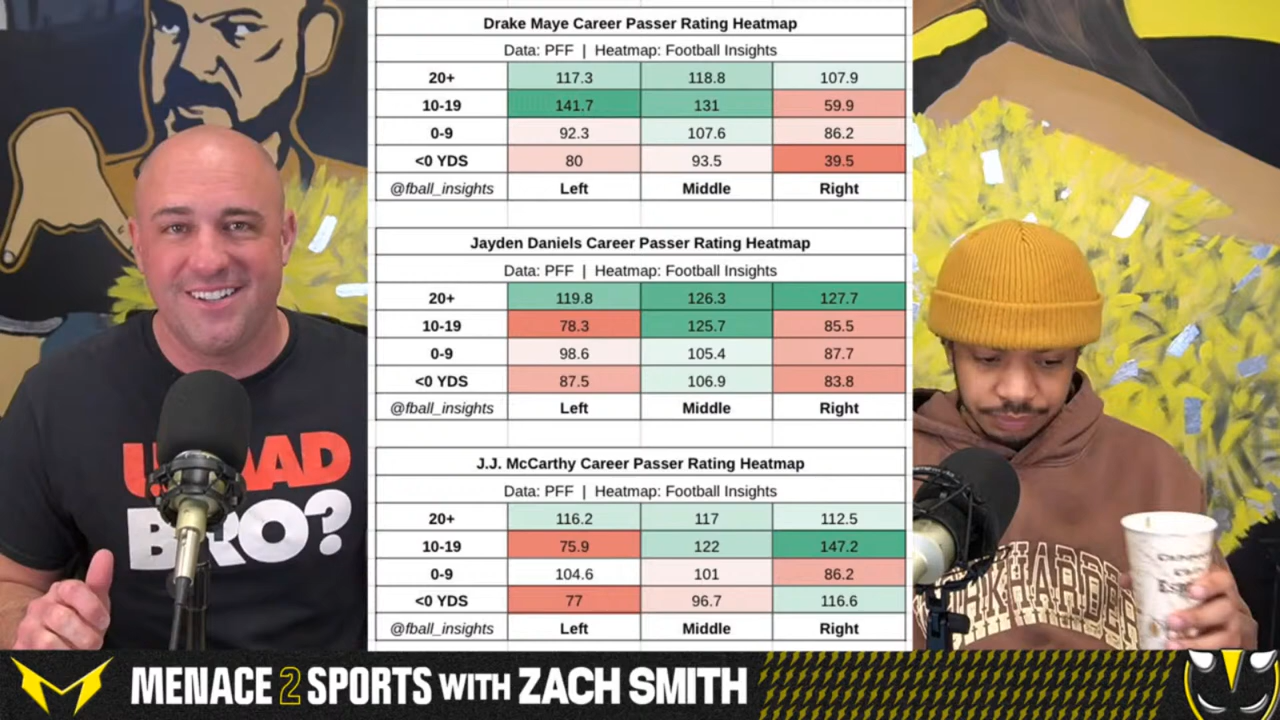 Drake Maye Career Passer Rating Heatmap
Data: PFF | Heatmap: Football Insights
20+ 117.3 118.8 107.9
10-19 141.7 131 59.9
0-9 92.3 107.6 86.2
<0 YDS 80 93.5 39.5
@fball_insights Left Middle Right
Jayden Daniels Career Passer Rating Heatmap
Data: PFF | Heatmap: Football Insights
20+ 119.8 126.3 127.7
10-19 78.3 125.7 85.5
0-9 98.6 105.4 87.7
<0 YDS 87.5 106.9 83.8
@fball_insights Left Middle Right
J.J. McCarthy Career Passer Rating Heatmap
Data: PFF | Heatmap: Football Insights
20+ 116.2 117 112.5
10-19 75.9 122 147.2
0-9 104.6 101 86.2
<0 YDS 77 96.7 116.6
@fball_insights Left Middle Right
BRO?
MENACE 2 SPORTS WITH ZACH SMITH